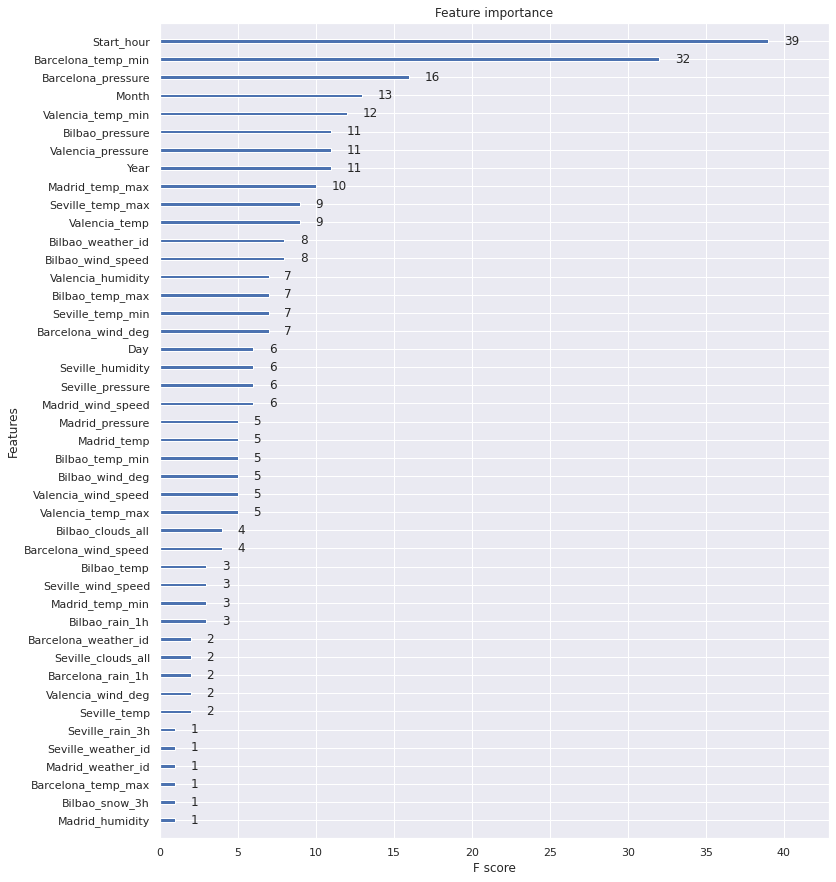 Feature importance
Start_hour 39
Barcelona_temp_min 32
Barcelona_pressure 16
Month 13
Valencia_temp_min 12
Bilbao_pressure 11
Valencia_pressure 11
Year 11
Madrid_temp_max 10
Seville_temp_max 9
Valencia_temp 9
Bilbao_weather_id 8
Bilbao_wind_speed 8
Valencia_humidity 7
Bilbao_temp_max 7
Seville_temp_min 7
Barcelona_wind_deg 7
Day 6
Seville_humidity 6
Seville_pressure 6
Madrid_wind_speed 6
Madrid_pressure 5
Madrid_temp 5
Bilbao_temp_min 5
Bilbao_wind_deg 5
Valencia_wind_speed 5
Valencia_temp_max 5
Bilbao_clouds_all 4
Barcelona_wind_speed 4
Bilbao_temp 3
Seville_wind_speed 3
Madrid_temp_min 3
Bilbao_rain_1h 3
Barcelona_weather_id 2
Seville_clouds_all 2
Barcelona_rain_1h 2
Valencia_wind_deg 2
Seville_temp 2
Seville_rain_3h 1
Seville_weather_id 1
Madrid_weather_id 1
Barcelona_temp_max 1
Bilbao_snow_3h 1
Madrid_humidity 1
Features
0 5 10 15 20 25 30 35 40
F score